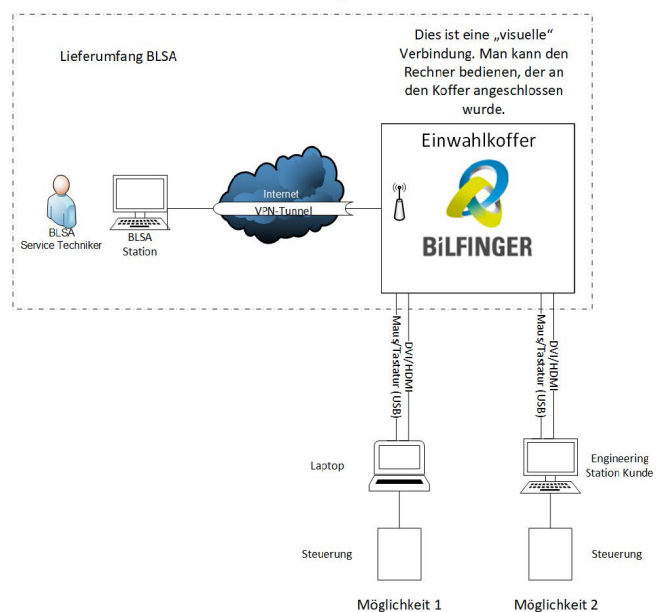 Lieferumfang BLSA
Dies ist eine „visuelle“
Verbindung. Man kann den
Rechner bedienen, der an
den Koffer angeschlossen
wurde.
Einwahlkoffer
BiLFINGER
Internet
VPN-Tunnel
BLSA
Service Techniker
BLSA
Station
Maus/Tastatur (USB)
DVI/HDMI
Maus/Tastatur (USB)
DVI/HDMI
Laptop
Engineering
Station Kunde
Steuerung
Steuerung
Möglichkeit 1
Möglichkeit 2